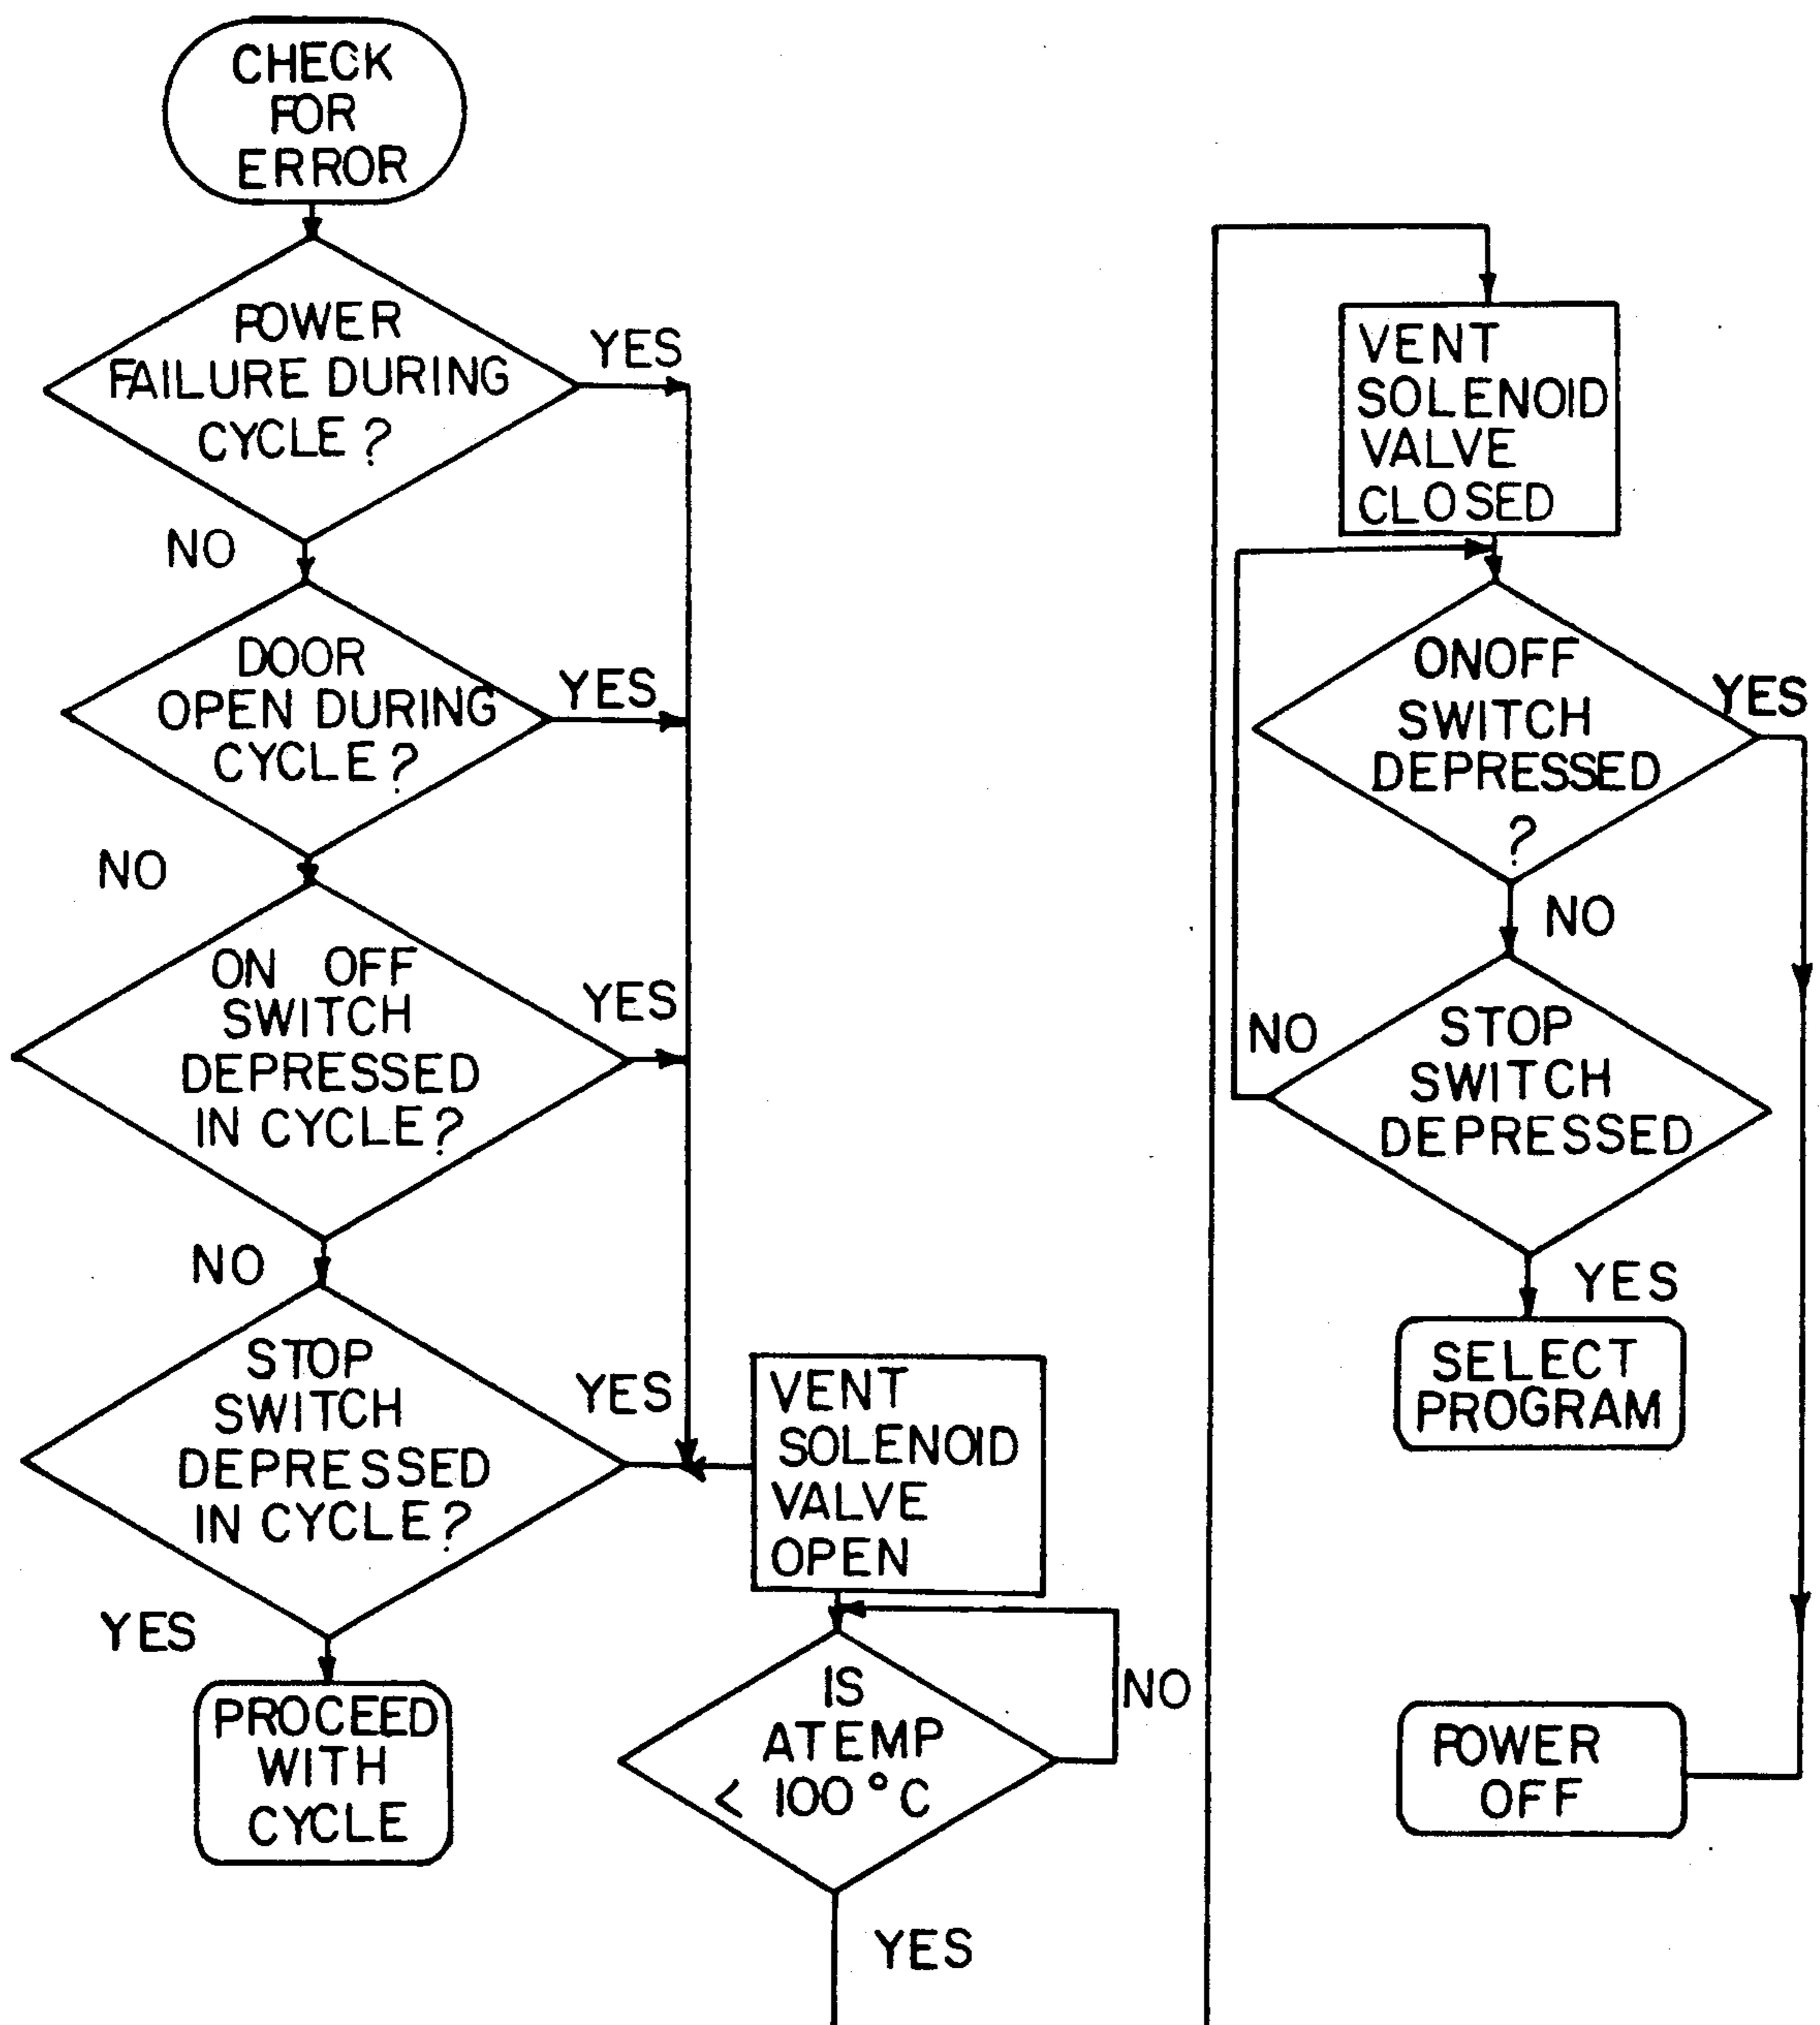 CHECK
FOR
ERROR
POWER
FAILURE DURING
CYCLE?
YES
NO
DOOR
OPEN DURING
CYCLE?
YES
NO
ON OFF
SWITCH
DEPRESSED
IN CYCLE?
YES
NO
STOP
SWITCH
DEPRESSED
IN CYCLE?
YES
YES
PROCEED
WITH
CYCLE
VENT
SOLENOID
VALVE
OPEN
IS
ATEMP
< 100°C
NO
YES
VENT
SOLENOID
VALVE
CLOSED
ONOFF
SWITCH
DEPRESSED
?
YES
NO
STOP
SWITCH
DEPRESSED
NO
YES
SELECT
PROGRAM
POWER
OFF